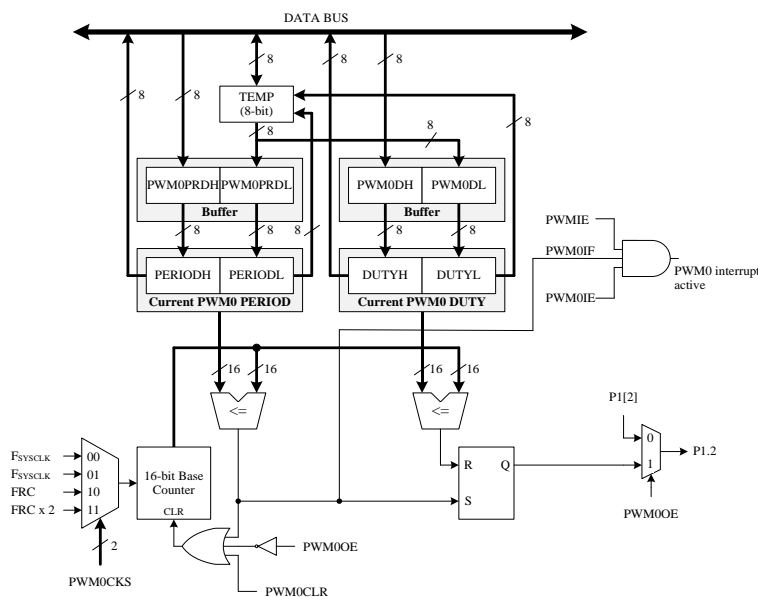 DATA BUS
8
8
8
8
8
TEMP
(8-bit)
8
8
8
PWM0PRDH
PWM0PRDL
Buffer
PWM0DH
PWM0DL
Buffer
8
8
8
8
8
PERIODH
PERIODL
Current PWM0 PERIOD
DUTYH
DUTYL
Current PWM0 DUTY
PWMIE
PWM0IF
PWM0IE
PWM0 interrupt
active
16
16
16
16
<=
<=
P1[2]
0
1
P1.2
PWM0OE
FSYSCLK
00
FSYSCLK
01
FRC
10
FRC x 2
11
2
PWM0CKS
16-bit Base
Counter
CLR
R
Q
S
PWM0OE
PWM0CLR